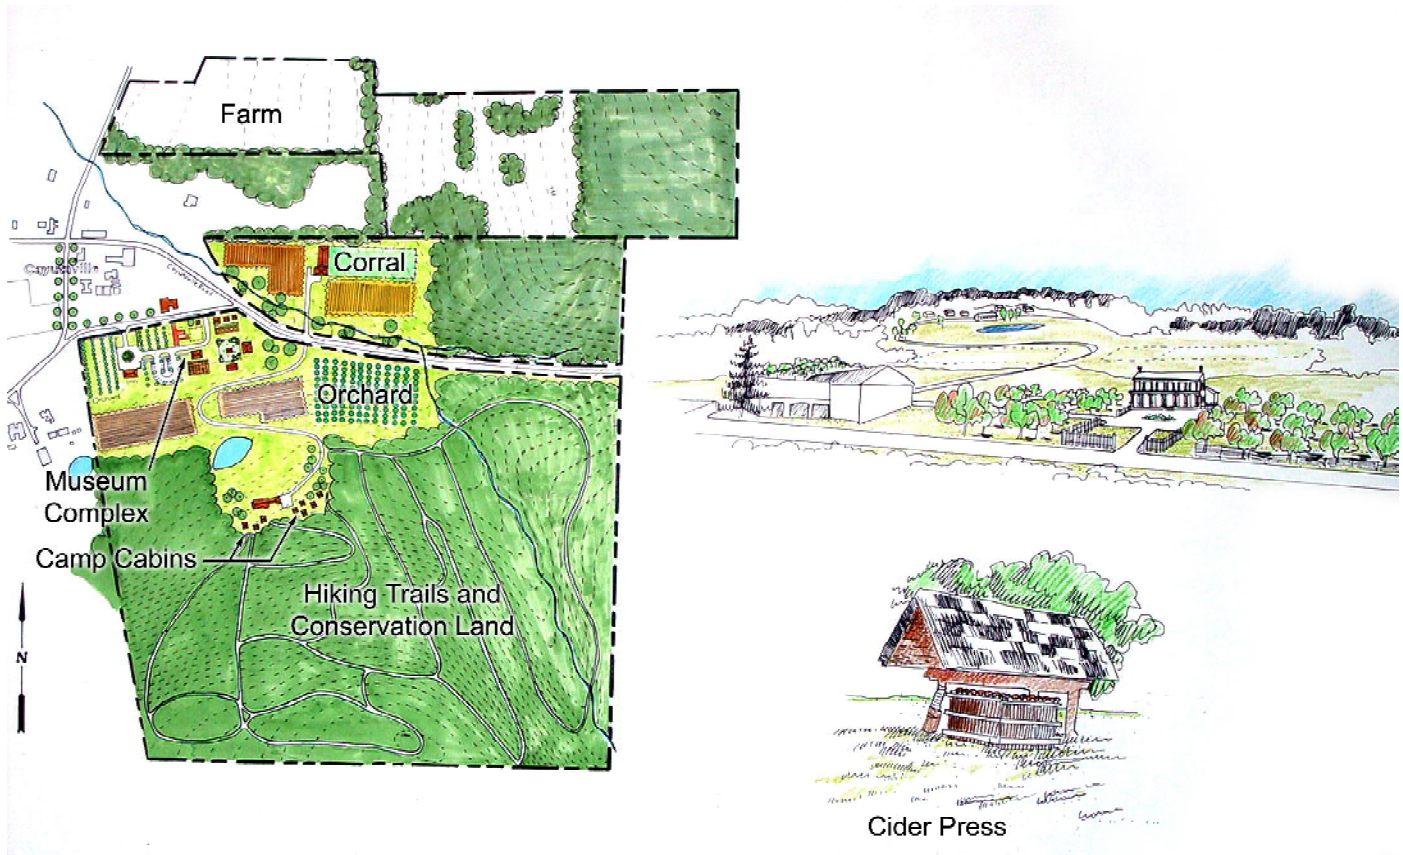 Farm
Corral
Orchard
Museum
Complex
Camp Cabins
Hiking Trails and
Conservation Land
N
Cider Press